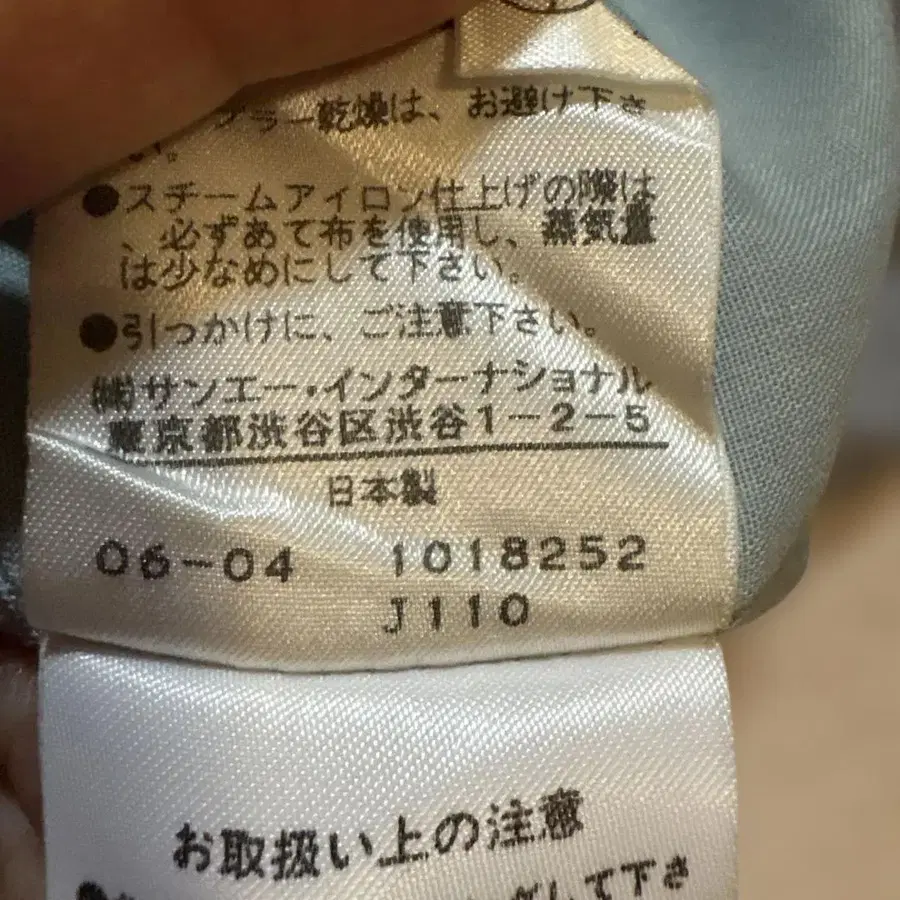 ブラー乾燥は、お避け下さ
い。
●スチームアイロン仕上げの際は
、必ずあて布を使用し、蒸気量
は少なめにして下さい。
●引っかけに、ご注意下さい。
㈱サンエー・インターナショナル
東京都渋谷区渋谷1-2-5
日本製
06-04 1018252
J110
お取扱い上の注意
して下さ